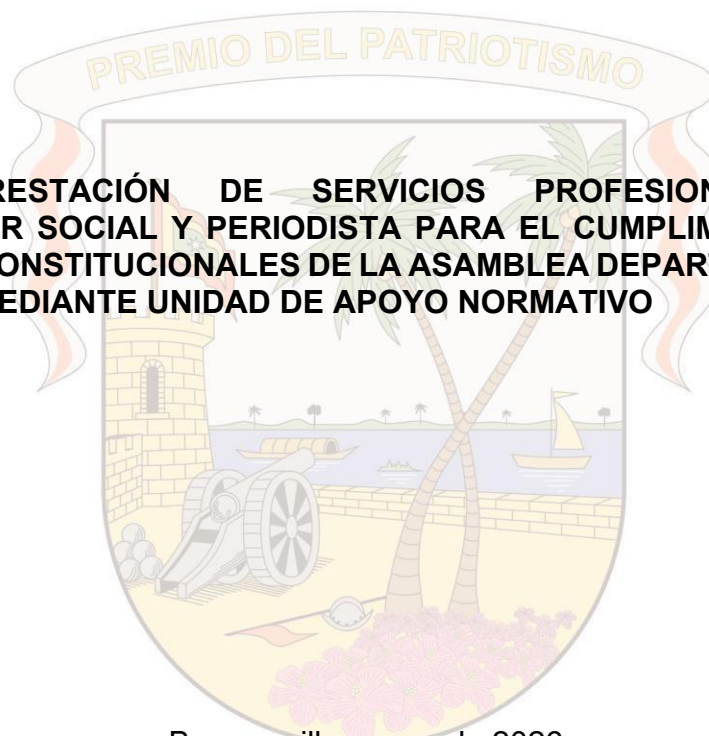 PREMIO DEL PATRIOTISMO
RESTACIÓN DE SERVICIOS PROFESION
R SOCIAL Y PERIODISTA PARA EL CUMPLIM
ONSTITUCIONALES DE LA ASAMBLEA DEPART
EDIANTE UNIDAD DE APOYO NORMATIVO